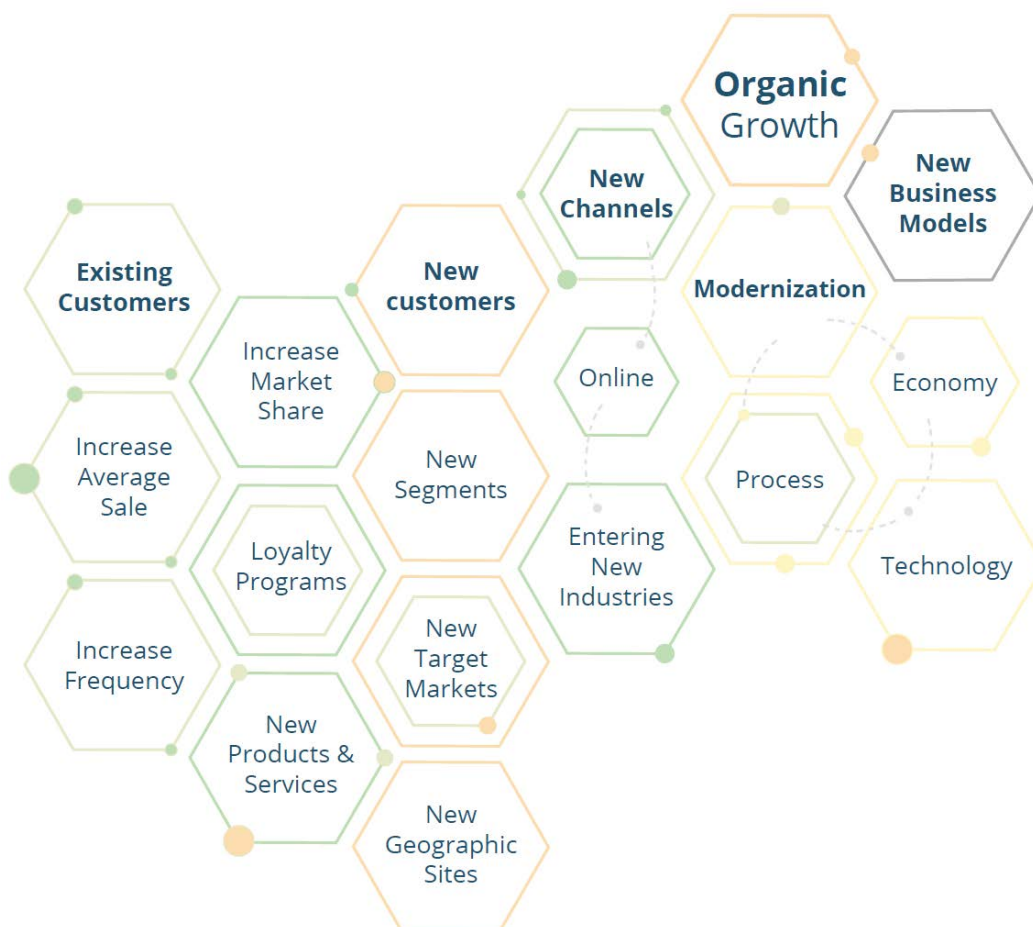 Organic
Growth
New
Channels
New
Business
Models
Existing
Customers
New
customers
Modernization
Increase
Market
Share
Online
Economy
Increase
Average
Sale
New
Segments
Process
Loyalty
Programs
Entering
New
Industries
Technology
Increase
Frequency
New
Target
Markets
New
Products &
Services
New
Geographic
Sites